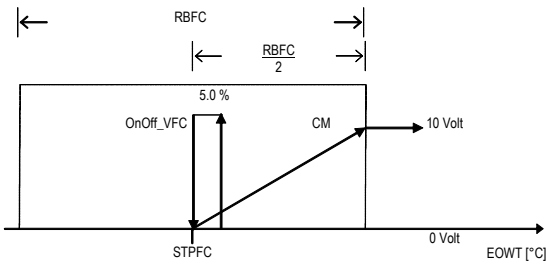 RBFC
RBFC
2
5.0 %
OnOff_VFC
CM
10 Volt
0 Volt
STPFC
EOWT [°C]